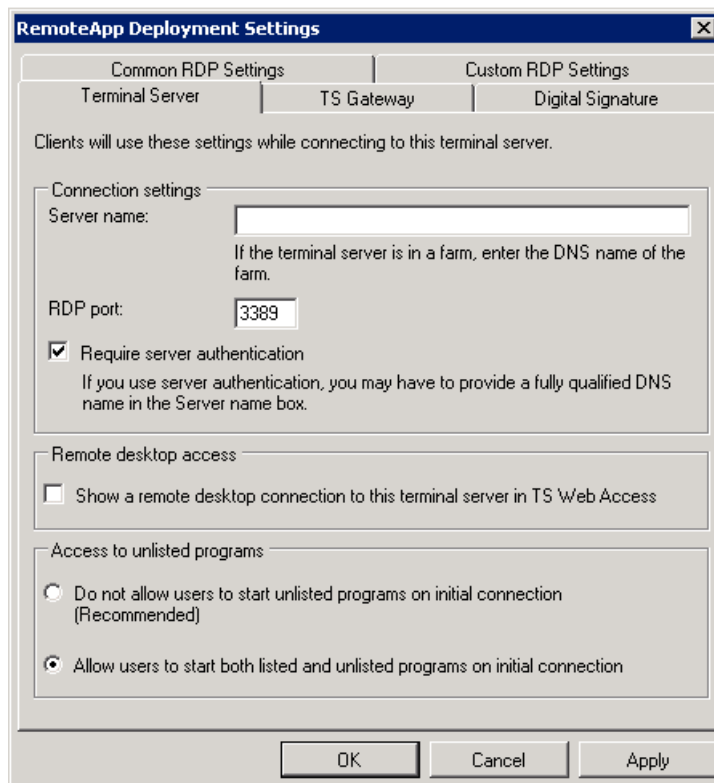 RemoteApp Deployment Settings
Common RDP Settings
Custom RDP Settings
Terminal Server
TS Gateway
Digital Signature
Clients will use these settings while connecting to this terminal server.
Connection settings
Server name:
If the terminal server is in a farm, enter the DNS name of the
farm.
RDP port:
3389
Require server authentication
If you use server authentication, you may have to provide a fully qualified DNS
name in the Server name box.
Remote desktop access
Show a remote desktop connection to this terminal server in TS Web Access
Access to unlisted programs
Do not allow users to start unlisted programs on initial connection
(Recommended)
Allow users to start both listed and unlisted programs on initial connection
OK
Cancel
Apply